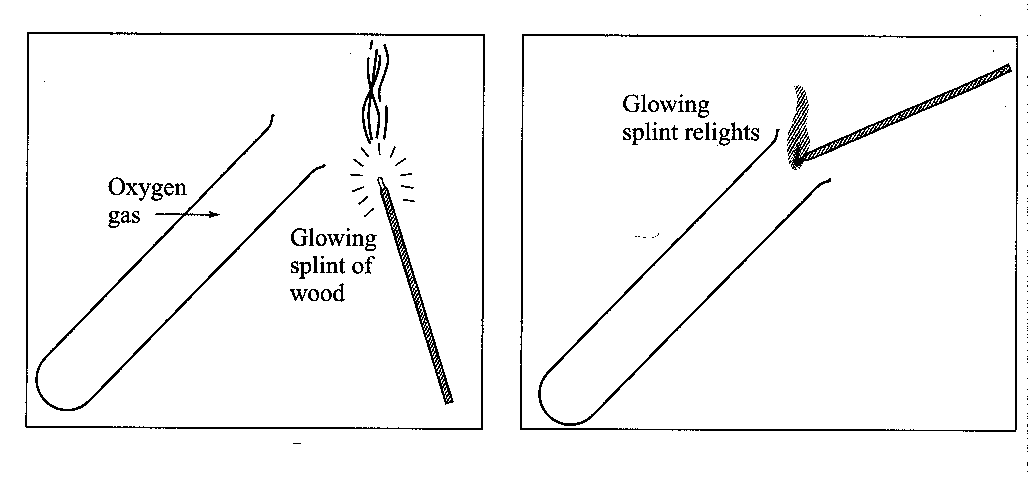 Oxygen
gas
Glowing
splint of
wood
Glowing
splint relights